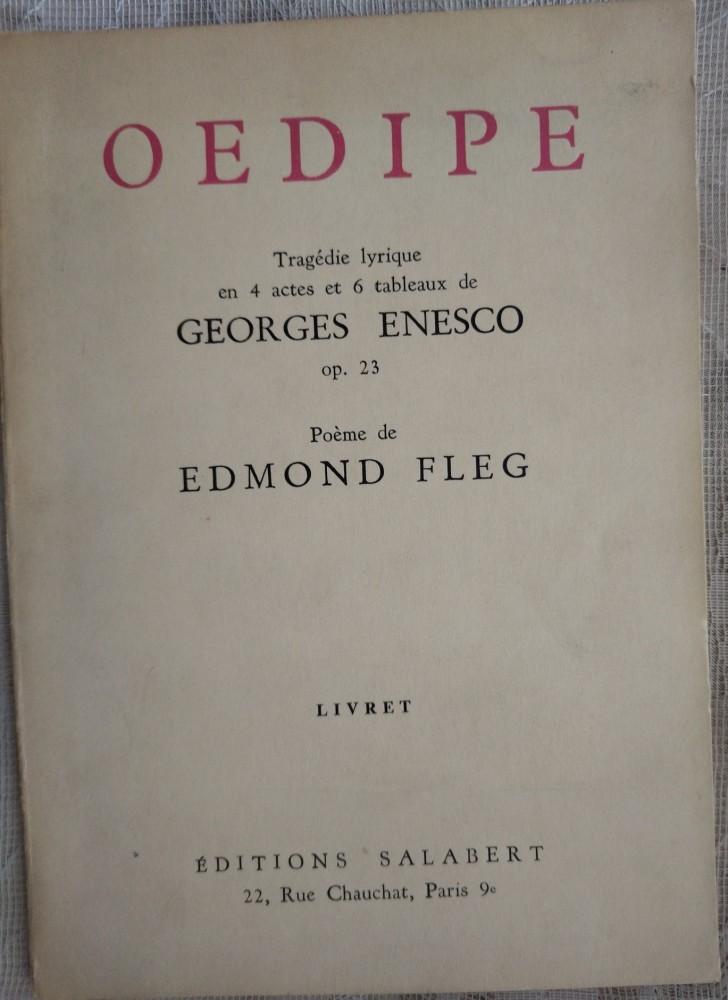 OEDIPE
Tragédie lyrique
en 4 actes et 6 tableaux de
GEORGES ENESCO
op. 23
Poème de
EDMOND FLEG
LIVRET
ÉDITIONS SALABERT
22, Rue Chauchat, Paris 9e